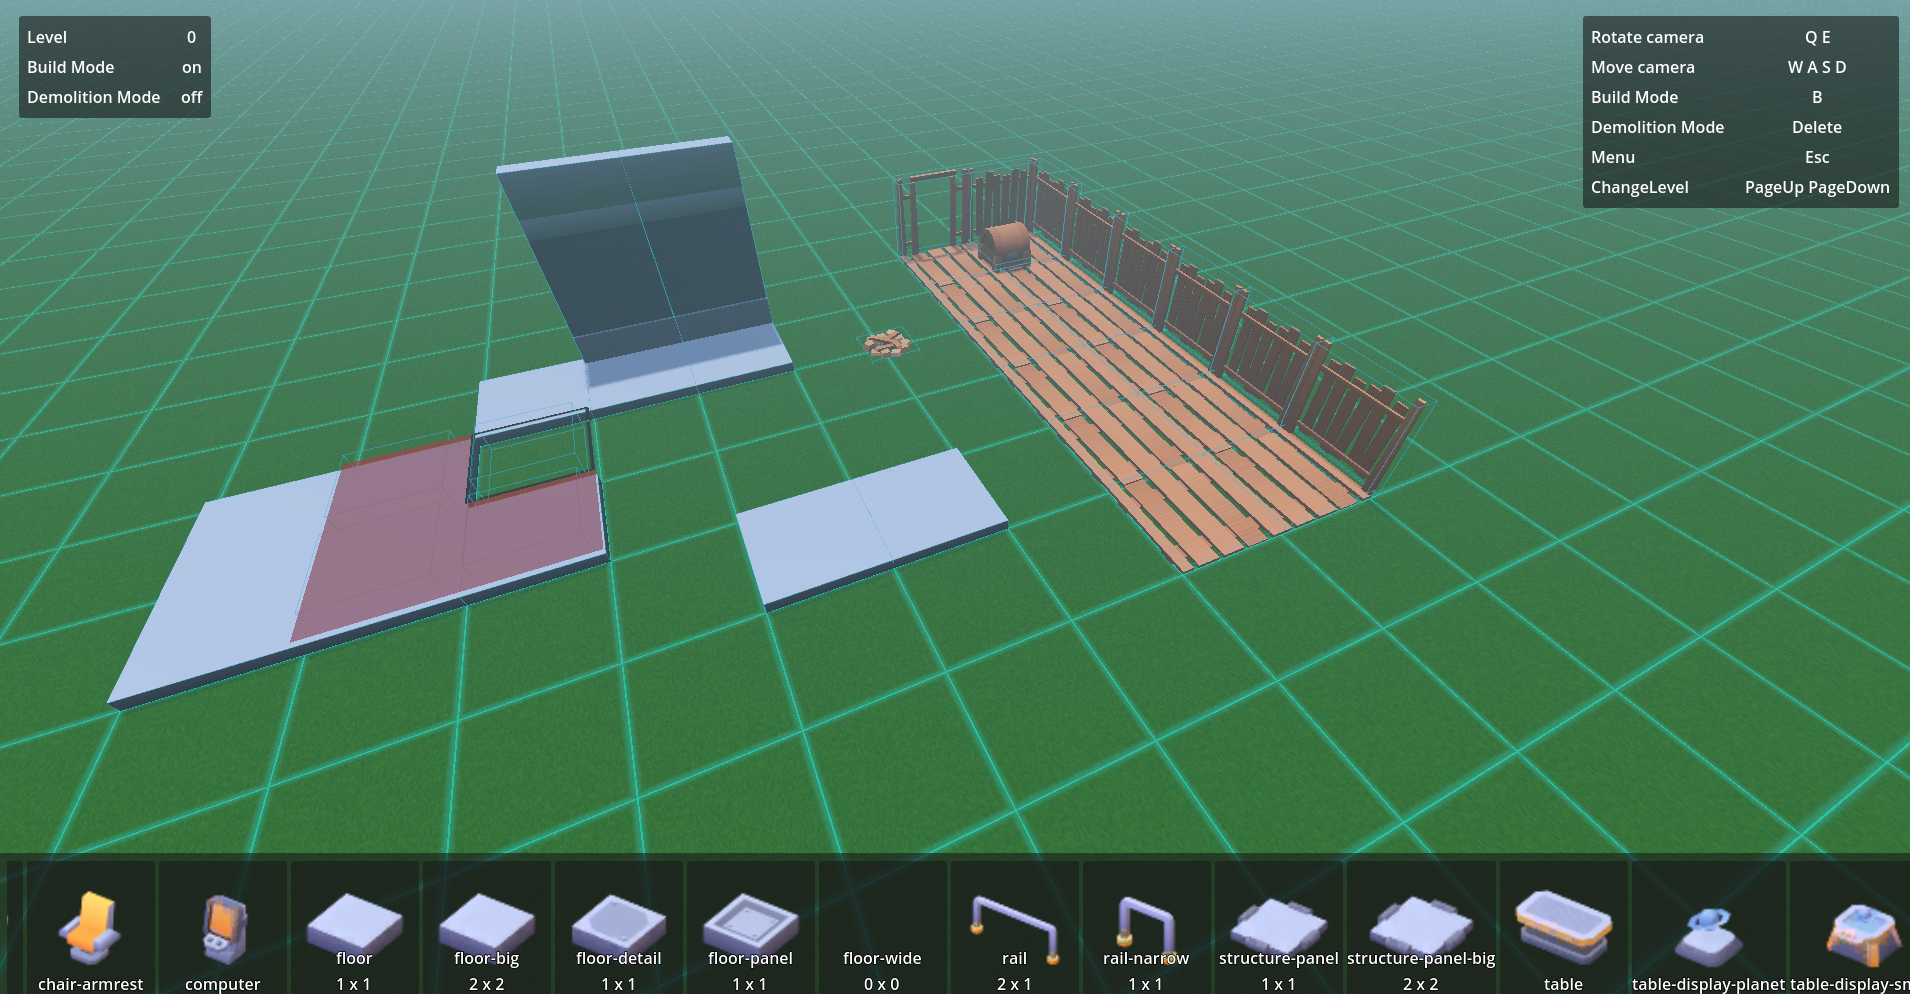 Level 0
Build Mode on
Demolition Mode off
Rotate camera Q E
Move camera W A S D
Build Mode B
Demolition Mode Delete
Menu Esc
ChangeLevel PageUp PageDown
chair-armrest
computer
floor
1 x 1
floor-big
2 x 2
floor-detail
1 x 1
floor-panel
1 x 1
floor-wide
0 x 0
rail
2 x 1
rail-narrow
1 x 1
structure-panel
1 x 1
structure-panel-big
2 x 2
table
table-display-planet
table-display-sm